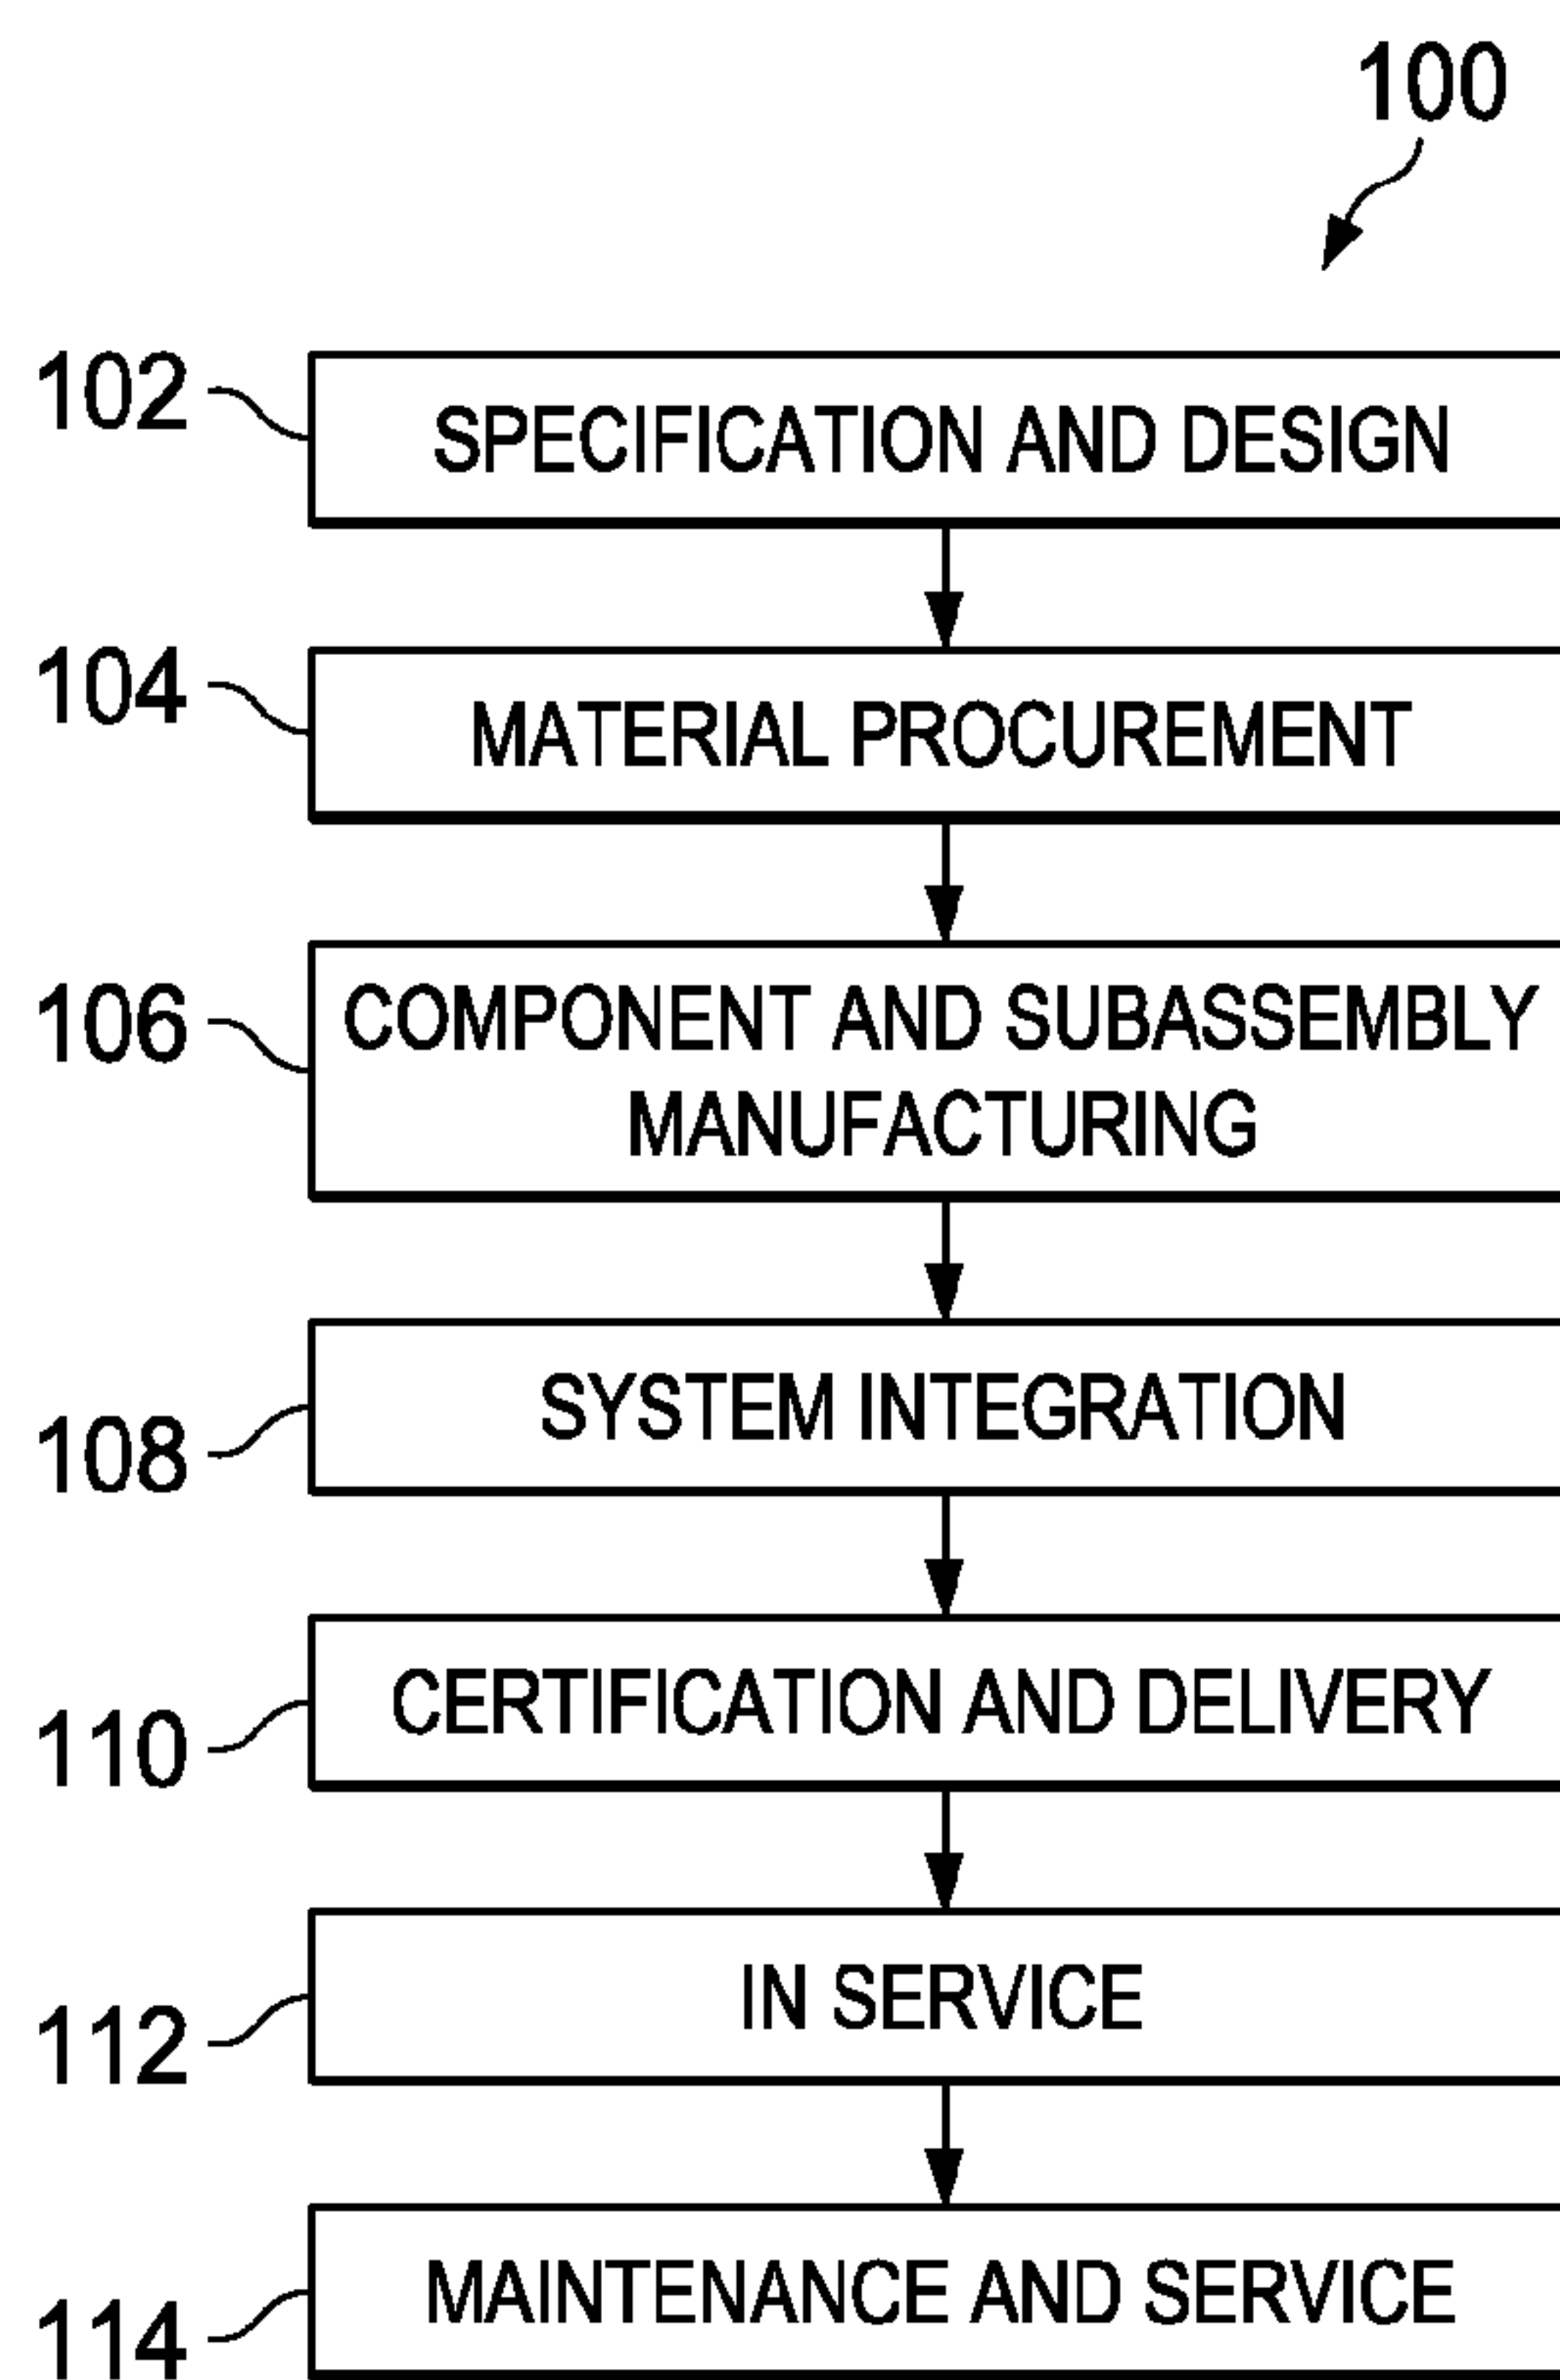 100
102
SPECIFICATION AND DESIGN
104
MATERIAL PROCUREMENT
106
COMPONENT AND SUBASSEMBLY
MANUFACTURING
108
SYSTEM INTEGRATION
110
CERTIFICATION AND DELIVERY
112
IN SERVICE
114
MAINTENANCE AND SERVICE